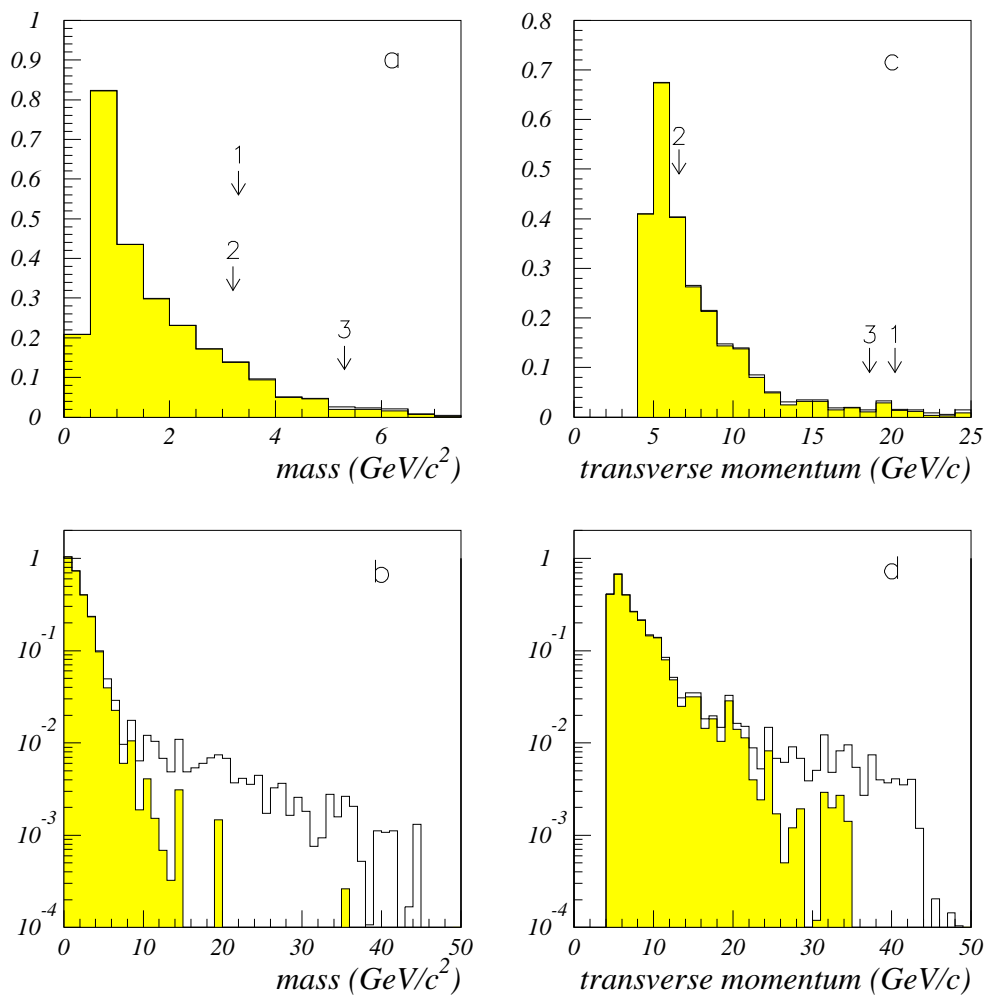 1
0.9
0.8
0.7
0.6
0.5
0.4
0.3
0.2
0.1
0
a
1
2
3
0 2 4 6
mass (GeV/c²)
0.8
0.7
0.6
0.5
0.4
0.3
0.2
0.1
0
c
2
3 1
0 5 10 15 20 25
transverse momentum (GeV/c)
1
10⁻¹
10⁻²
10⁻³
10⁻⁴
b
0 10 20 30 40 50
mass (GeV/c²)
1
10⁻¹
10⁻²
10⁻³
10⁻⁴
d
0 10 20 30 40 50
transverse momentum (GeV/c)